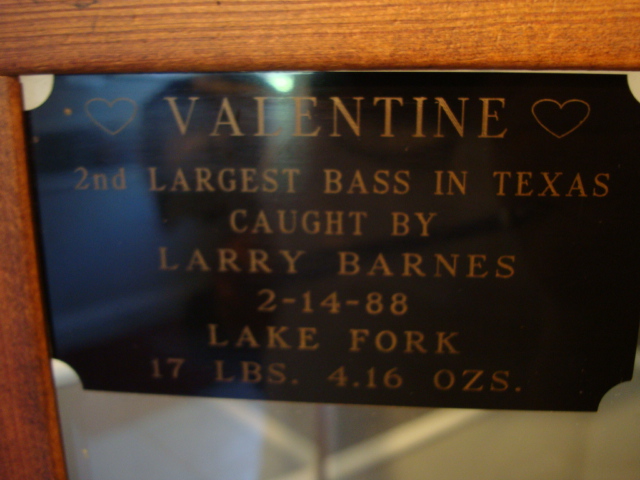 ♡ VALENTINE ♡
2nd LARGEST BASS IN TEXAS
CAUGHT BY
LARRY BARNES
2-14-88
LAKE FORK
17 LBS. 4.16 OZS.